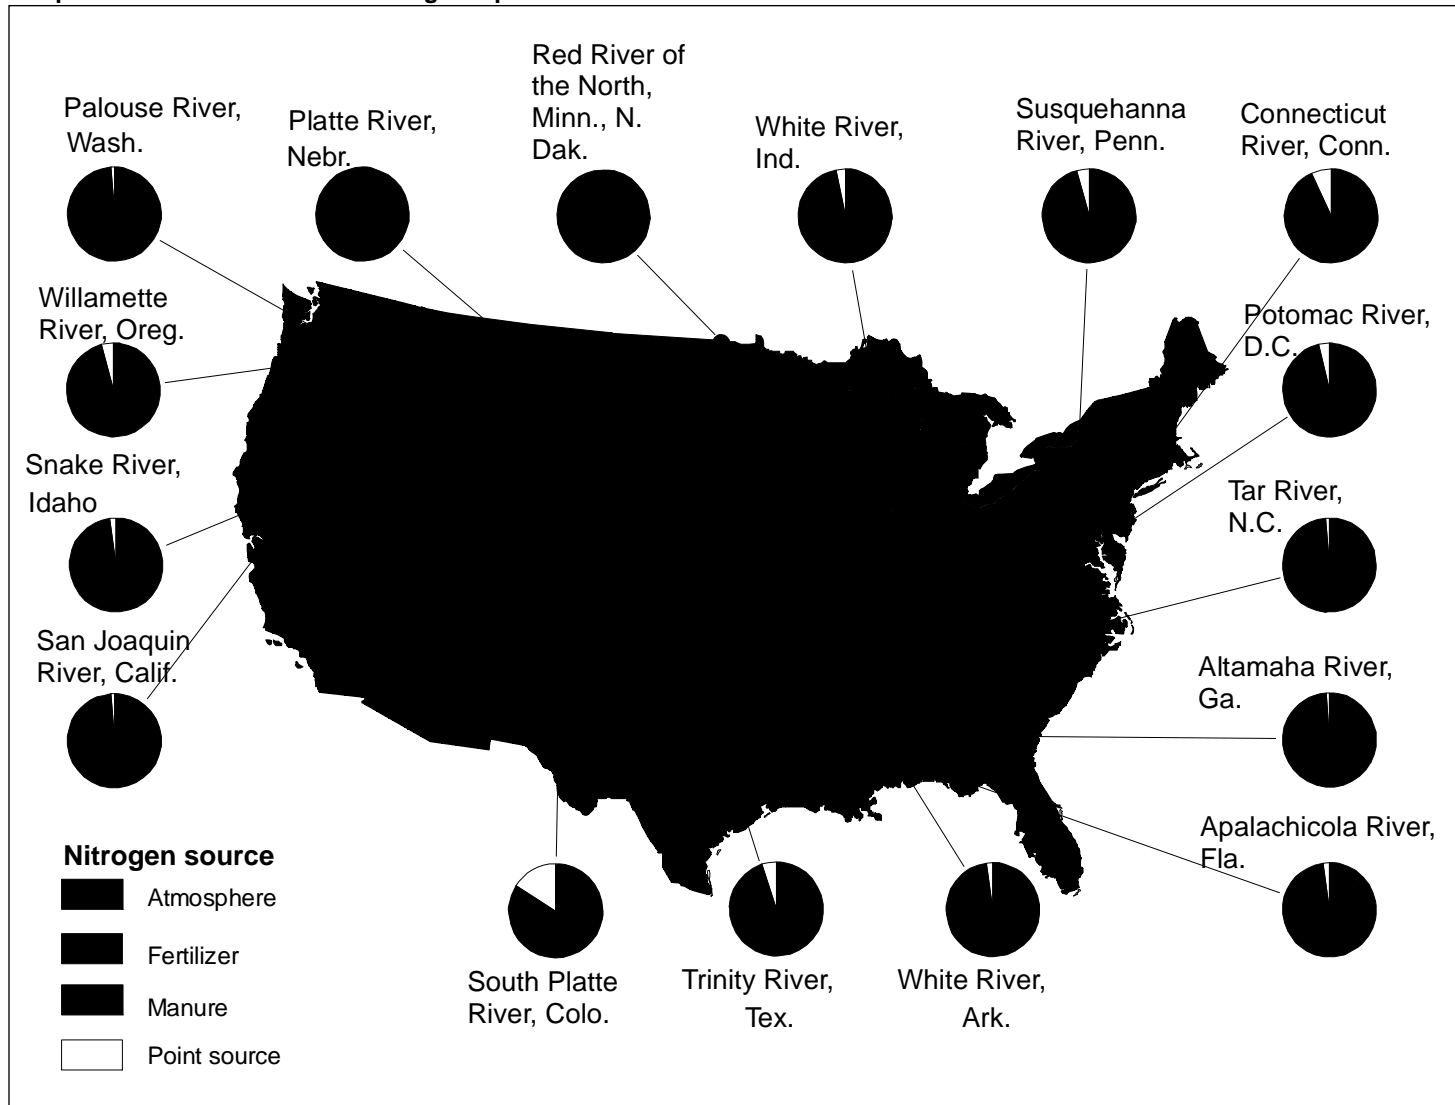 Red River of
the North,
Minn., N.
Dak.
Palouse River,
Wash.
Platte River,
Nebr.
White River,
Ind.
Susquehanna
River, Penn.
Connecticut
River, Conn.
Willamette
River, Oreg.
Potomac River,
D.C.
Snake River,
Idaho
Tar River,
N.C.
San Joaquin
River, Calif.
Altamaha River,
Ga.
Apalachicola River,
Fla.
Nitrogen source
Atmosphere
Fertilizer
Manure
Point source
South Platte
River, Colo.
Trinity River,
Tex.
White River,
Ark.